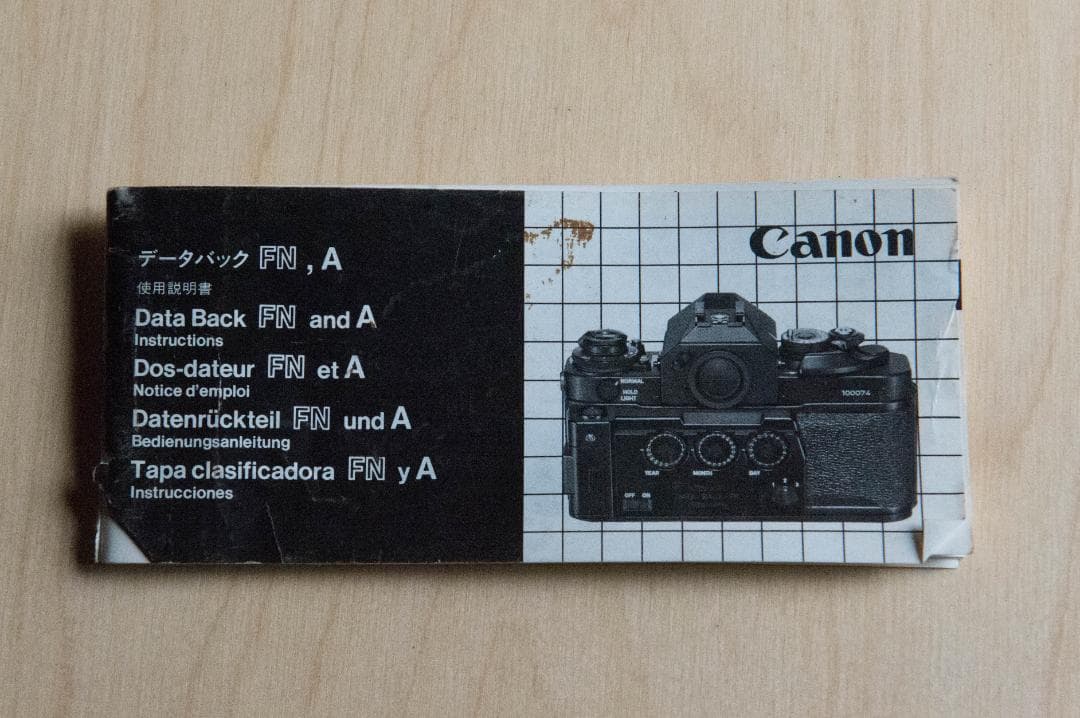 データバック FN , A
使用説明書
Data Back FN and A
Instructions
Dos-dateur FN et A
Notice d'emploi
Datenrückteil FN und A
Bedienungsanleitung
Tapa clasificadora FN y A
Instrucciones
Canon
NORMAL
HOLD
LIGHT
100074
YEAR MONTH DAY
OFF ON